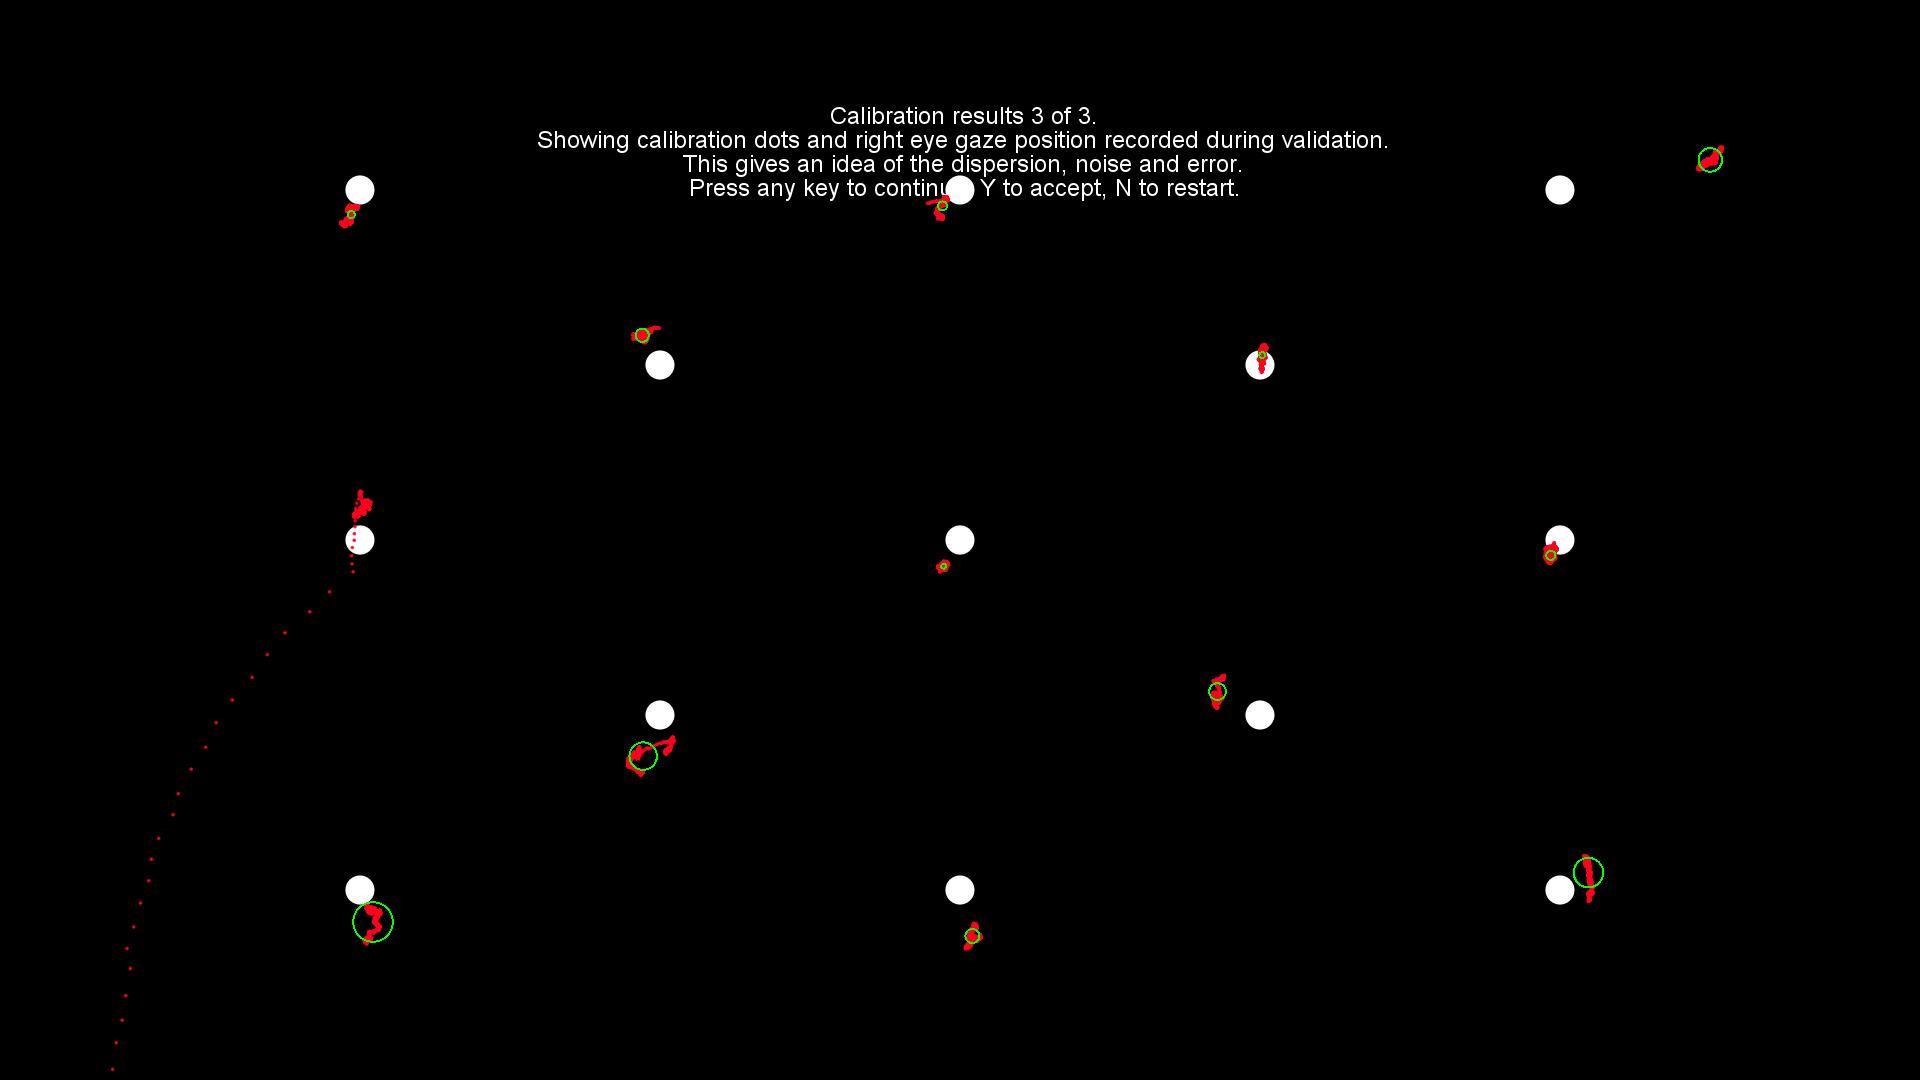 Calibration results 3 of 3.
Showing calibration dots and right eye gaze position recorded during validation.
This gives an idea of the dispersion, noise and error.
Press any key to continu Y to accept, N to restart.